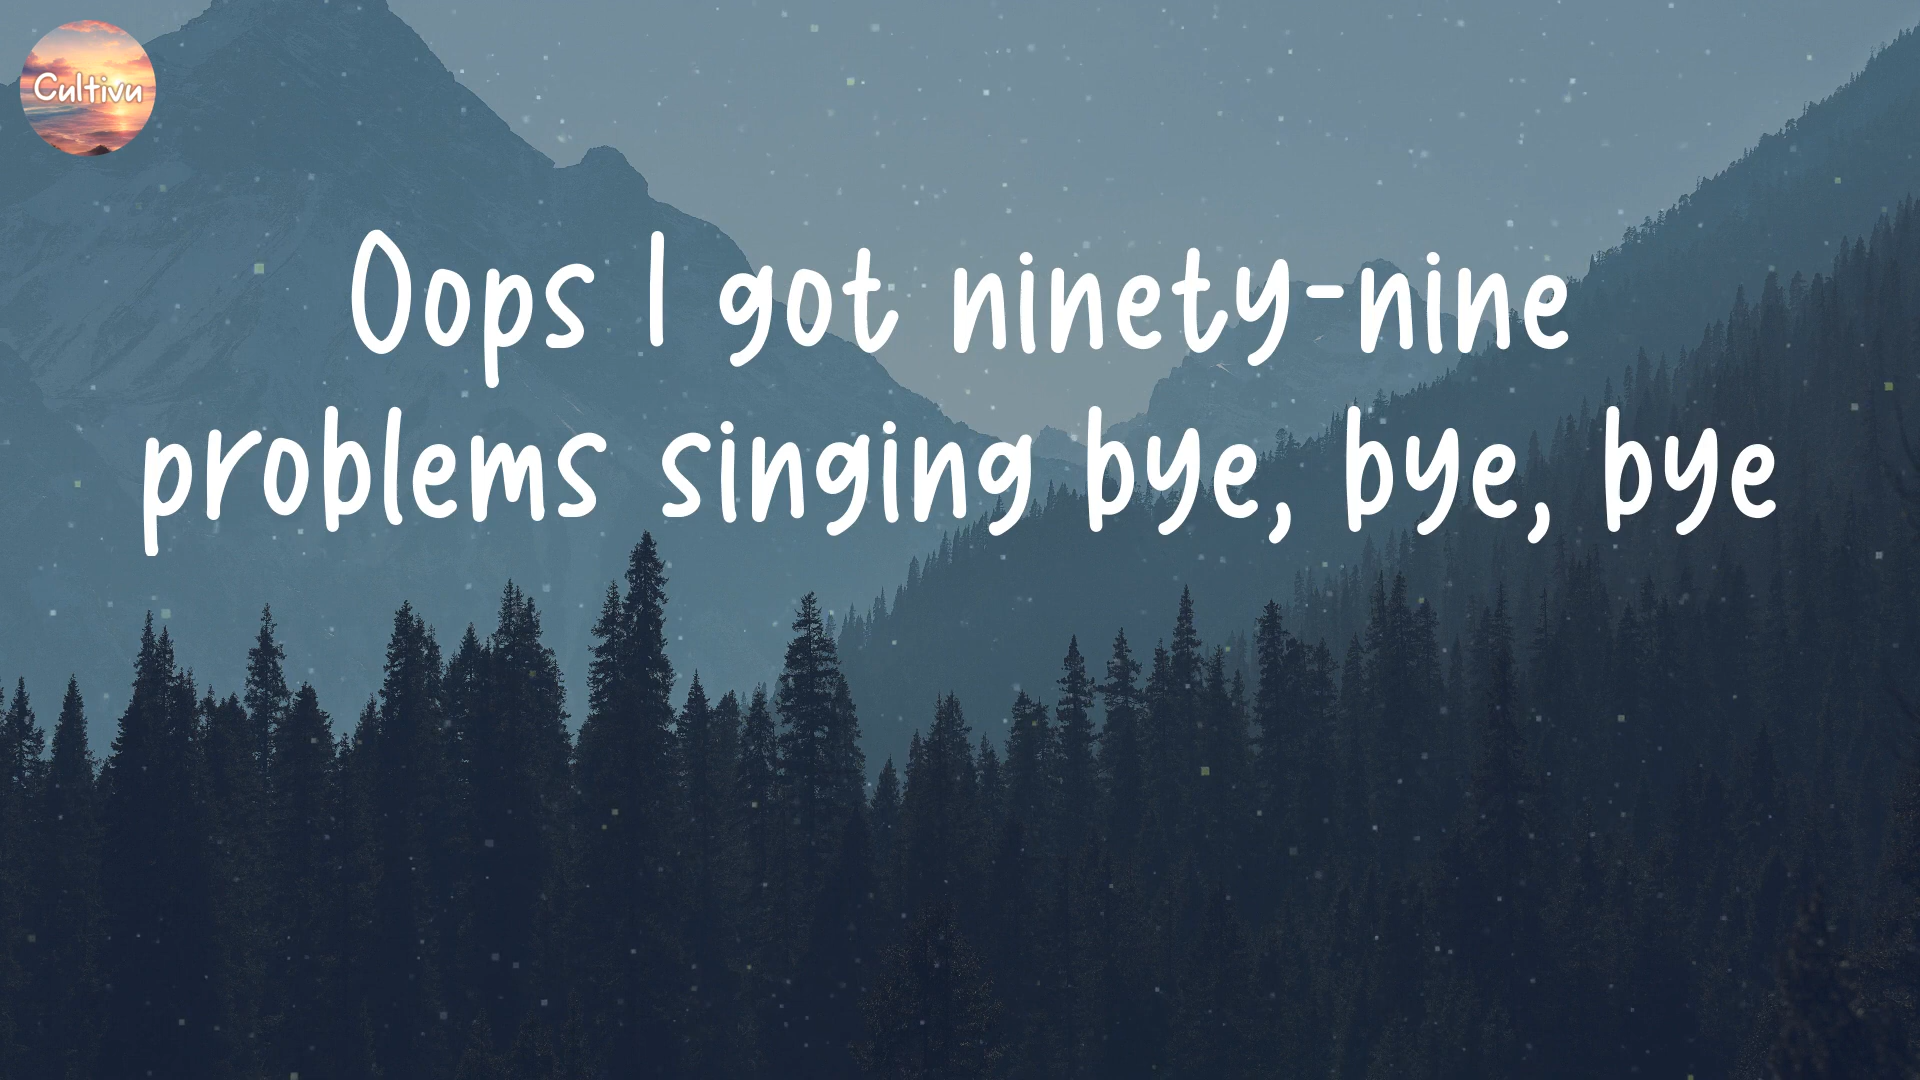 Cultivu
Oops I got ninety-nine
problems singing bye, bye, bye